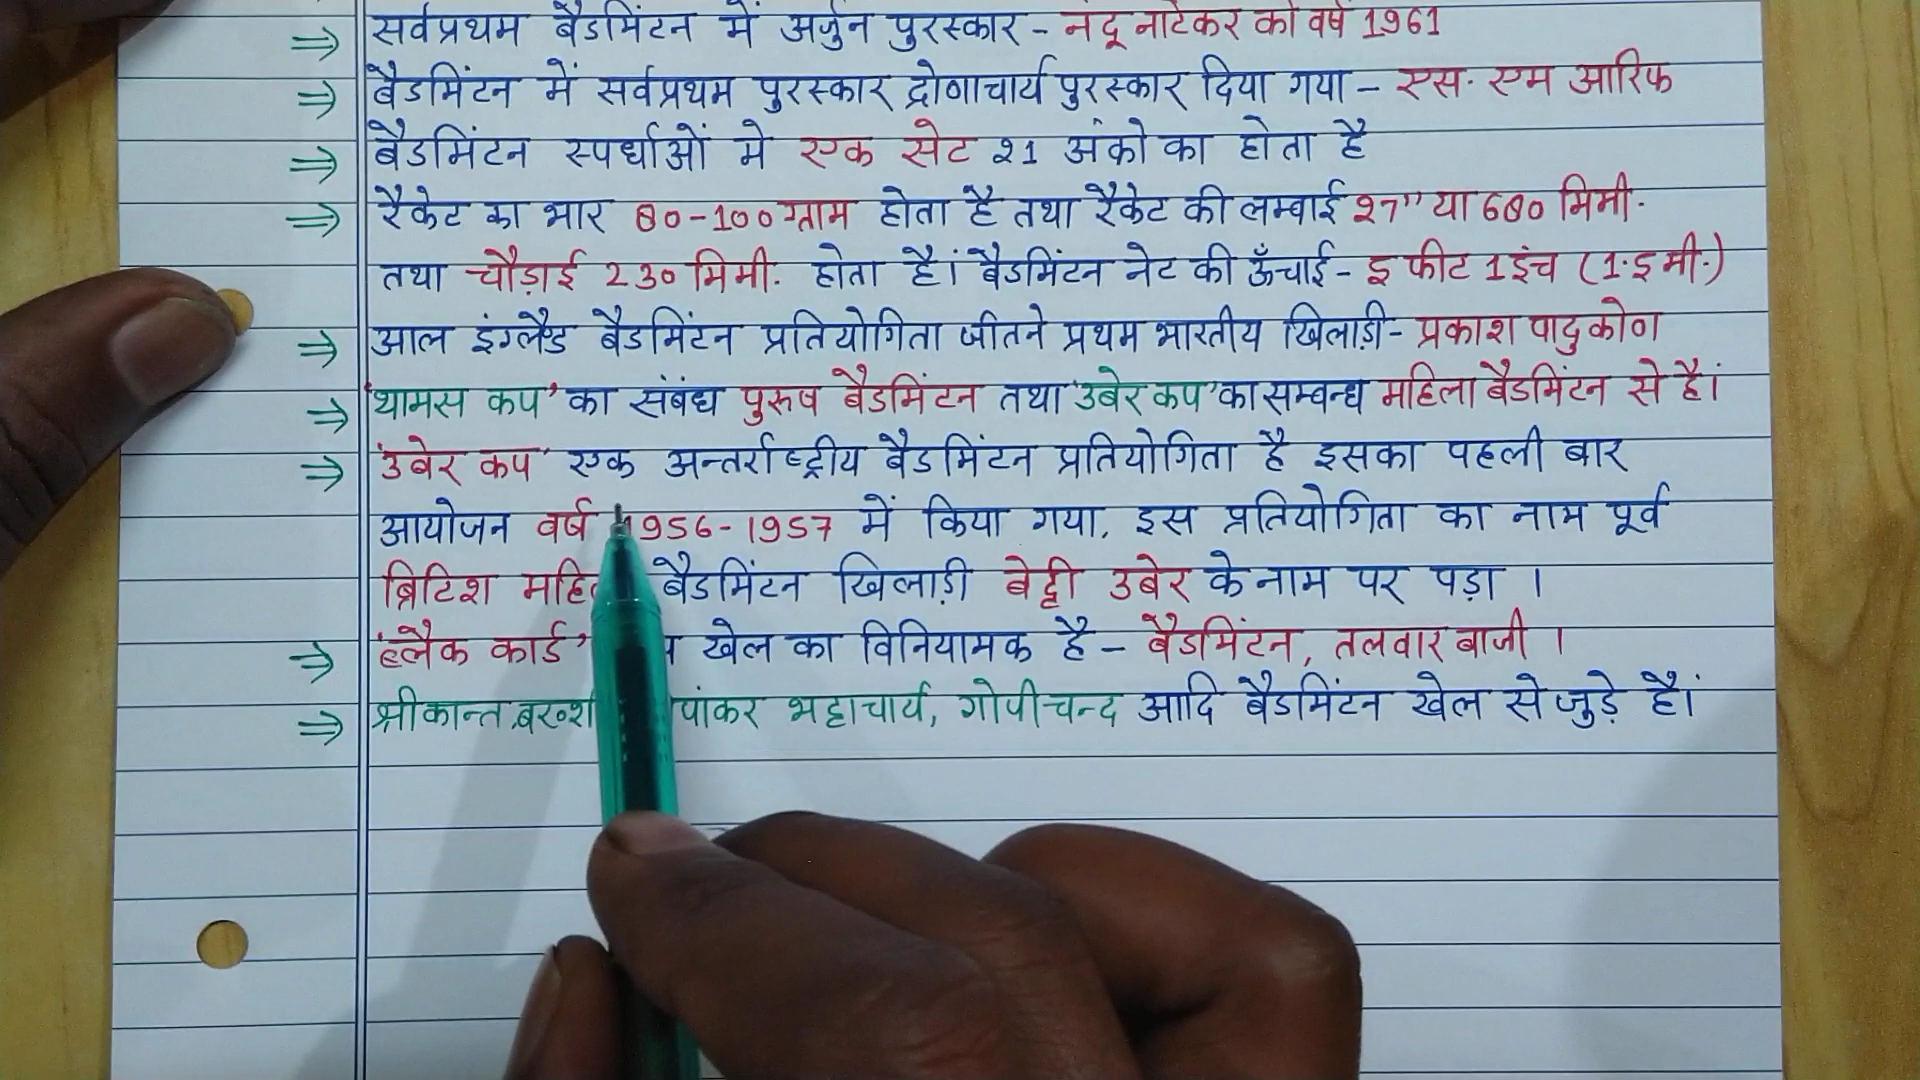 सर्वप्रथम बैडमिंटन में अर्जुन पुरस्कार - नंदू नाटेकर को वर्ष 1961
बैडमिंटन में सर्वप्रथम पुरस्कार द्रोणाचार्य पुरस्कार दिया गया - एस. एम आरिफ
बैडमिंटन स्पर्धाओं मे एक सेट 21 अंको का होता है
रैकेट का भार 80-100 ग्राम होता है तथा रैकेट की लम्बाई 27" या 680 मिमी.
तथा चौड़ाई 230 मिमी. होता है। बैडमिंटन नेट की ऊँचाई - 5 फीट 1 इंच (1.5 मी.)
आल इंग्लैण्ड बैडमिंटन प्रतियोगिता जीतने प्रथम भारतीय खिलाड़ी - प्रकाश पादुकोण
'थामस कप' का संबंध पुरुष बैडमिंटन तथा 'उबेर कप' का सम्बन्ध महिला बैडमिंटन से है।
'उबेर कप' एक अन्तर्राष्ट्रीय बैडमिंटन प्रतियोगिता है इसका पहली बार
आयोजन वर्ष 1956-1957 में किया गया, इस प्रतियोगिता का नाम पूर्व
ब्रिटिश बैडमिंटन खिलाड़ी बेट्टी उबेर के नाम पर पड़ा ।
'ब्लैक कार्ड' खेल का विनियामक है - बैडमिंटन, तलवार बाजी ।
श्रीकान्त, भट्टाचार्य, गोपीचन्द आदि बैडमिंटन खेल से जुड़े है।